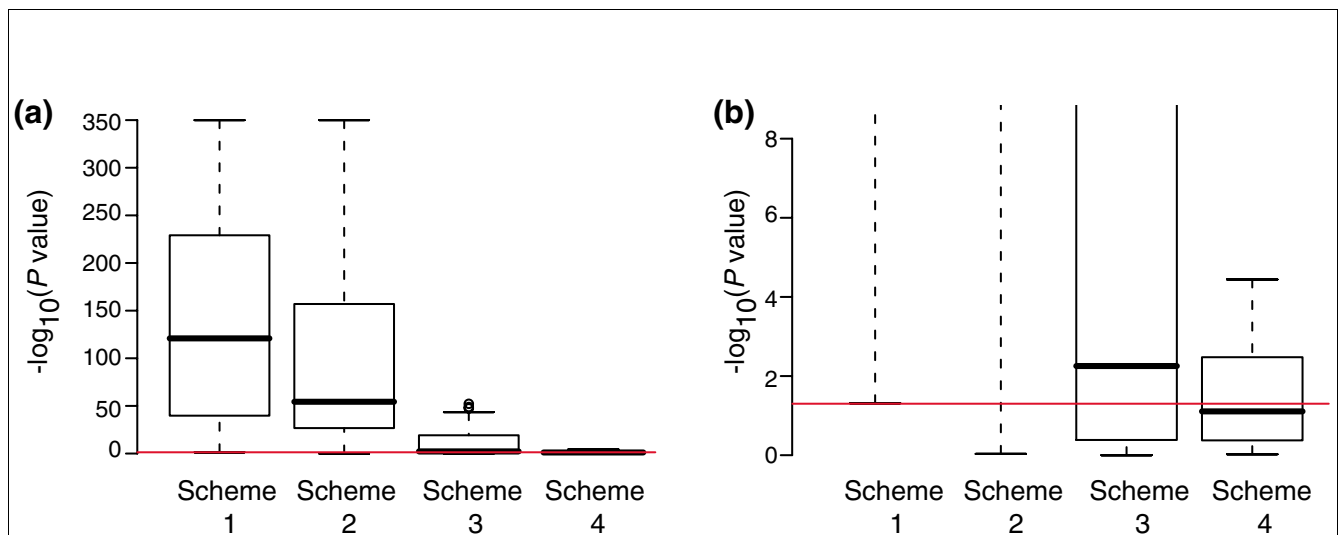 (a)
-log10(P value)
350
300
250
200
150
100
50
0
Scheme 1
Scheme 2
Scheme 3
Scheme 4
(b)
-log10(P value)
8
6
4
2
0
Scheme 1
Scheme 2
Scheme 3
Scheme 4